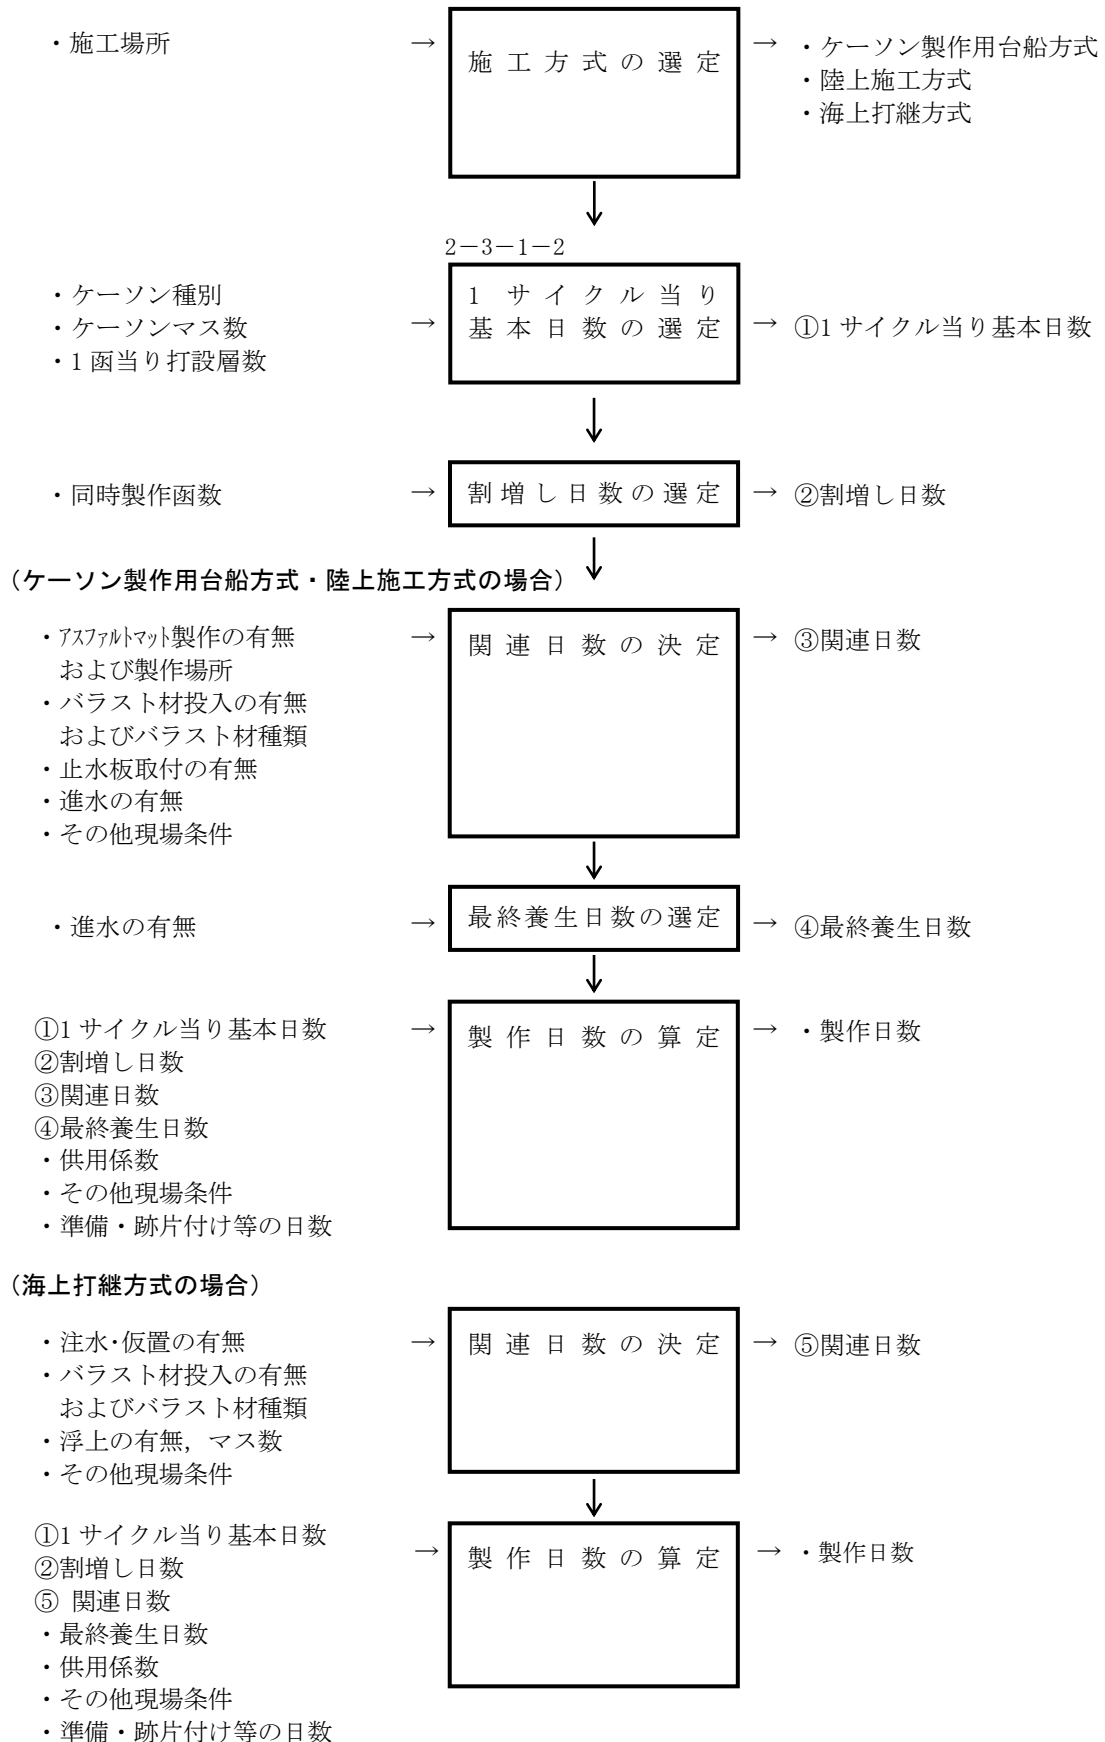 ・施工場所
→
施工方式の選定
→
・ケーソン製作用台船方式
・陸上施工方式
・海上打継方式
2－3－1－2
・ケーソン種別
・ケーソンマス数
・1函当り打設層数
→
1 サイクル当り
基本日数の選定
→
①1サイクル当り基本日数
・同時製作函数
→
割増し日数の選定
→
②割増し日数
（ケーソン製作用台船方式・陸上施工方式の場合）
・ｱｽﾌｧﾙﾄﾏｯﾄ製作の有無
および製作場所
・バラスト材投入の有無
およびバラスト材種類
・止水板取付の有無
・進水の有無
・その他現場条件
→
関連日数の決定
→
③関連日数
・進水の有無
→
最終養生日数の選定
→
④最終養生日数
①1サイクル当り基本日数
②割増し日数
③関連日数
④最終養生日数
・供用係数
・その他現場条件
・準備・跡片付け等の日数
→
製作日数の算定
→
・製作日数
（海上打継方式の場合）
・注水･仮置の有無
・バラスト材投入の有無
およびバラスト材種類
・浮上の有無，マス数
・その他現場条件
→
関連日数の決定
→
⑤関連日数
①1サイクル当り基本日数
②割増し日数
⑤ 関連日数
・最終養生日数
・供用係数
・その他現場条件
・準備・跡片付け等の日数
→
製作日数の算定
→
・製作日数